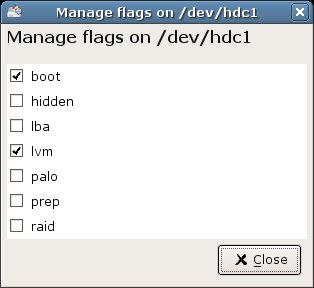 Manage flags on /dev/hdc1
Manage flags on /dev/hdc1
boot
hidden
lba
lvm
palo
prep
raid
Close